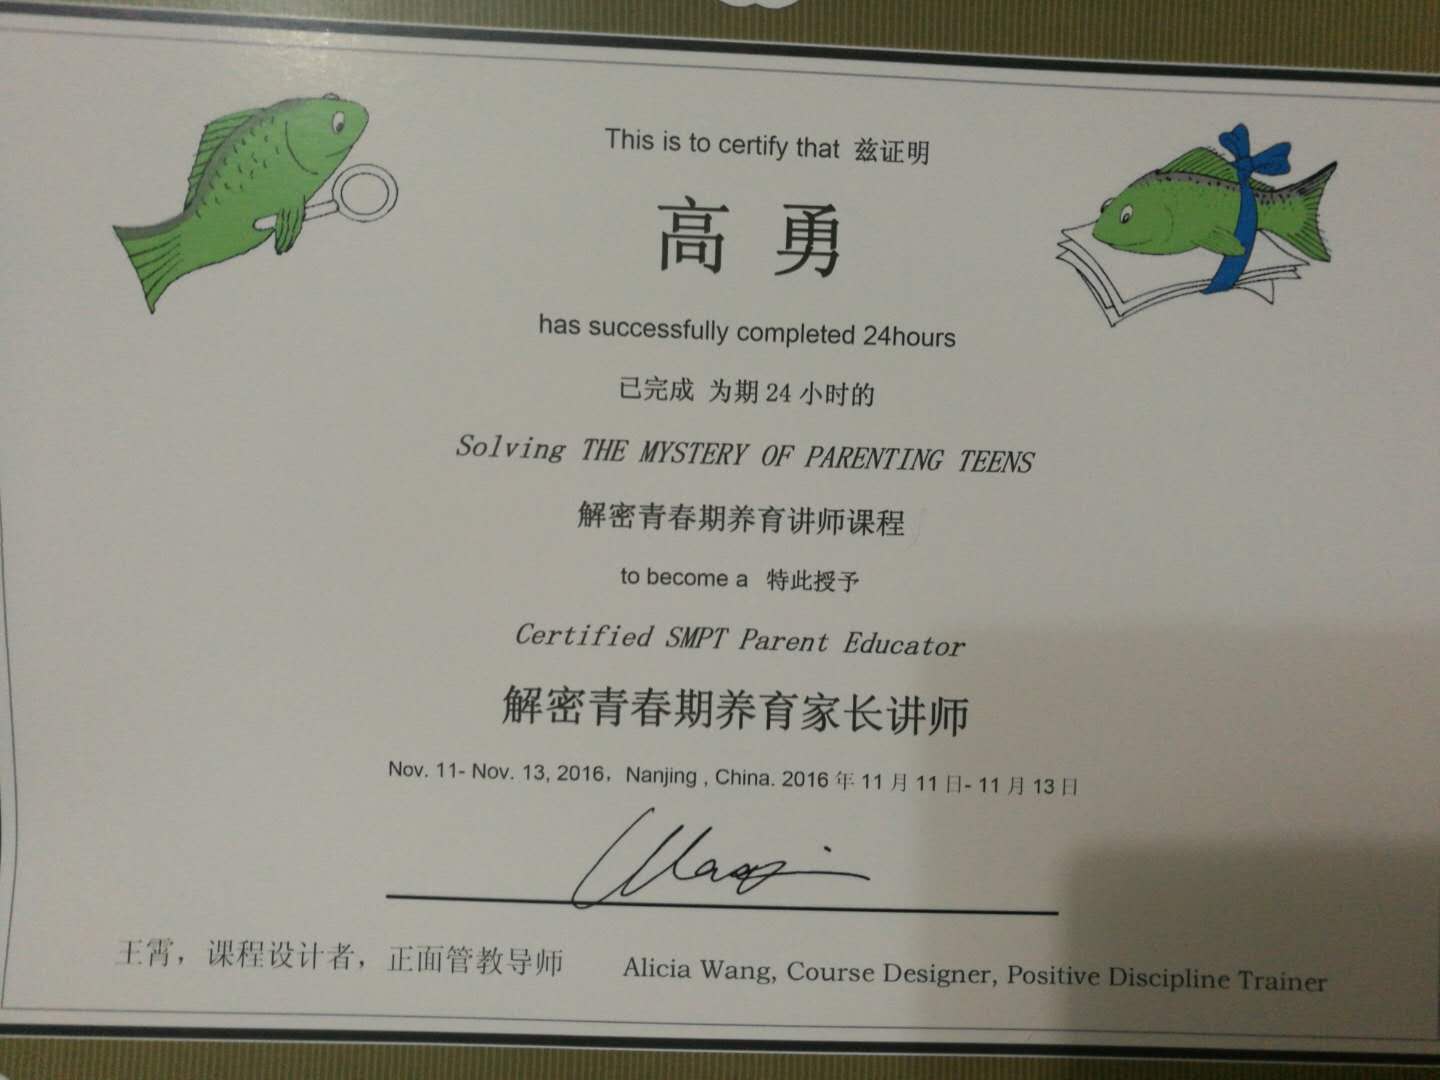 This is to certify that 兹证明
高 勇
has successfully completed 24hours
已完成 为期 24 小时的
Solving THE MYSTERY OF PARENTING TEENS
解密青春期养育讲师课程
to become a 特此授予
Certified SMPT Parent Educator
解密青春期养育家长讲师
Nov. 11- Nov. 13, 2016，Nanjing , China. 2016 年 11 月 11 日- 11 月 13 日
王霄，课程设计者，正面管教导师 Alicia Wang, Course Designer, Positive Discipline Trainer